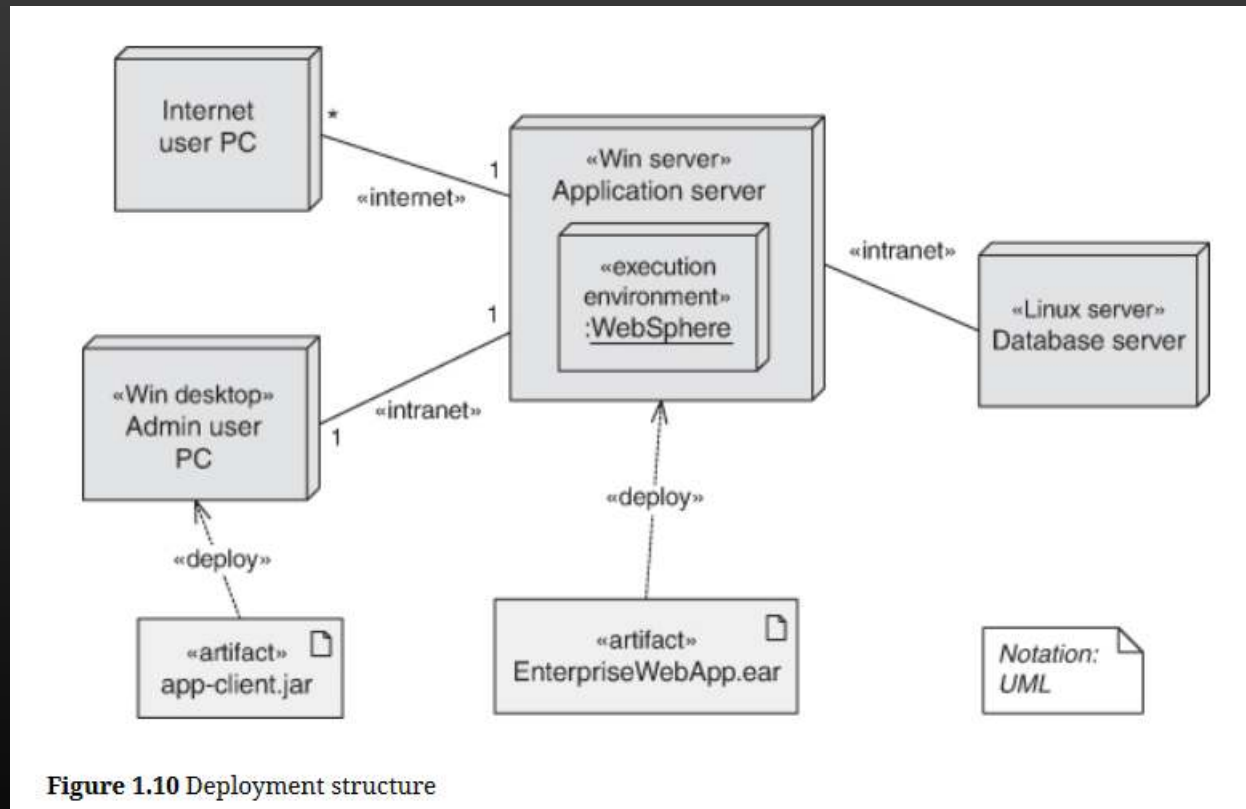 Internet
user PC
*
1
«internet»
«Win server»
Application server
«execution
environment»
:WebSphere
«intranet»
«Linux server»
Database server
«Win desktop»
Admin user
PC
1
«intranet»
1
«deploy»
«deploy»
«artifact»
app-client.jar
«artifact»
EnterpriseWebApp.ear
Notation:
UML
Figure 1.10 Deployment structure